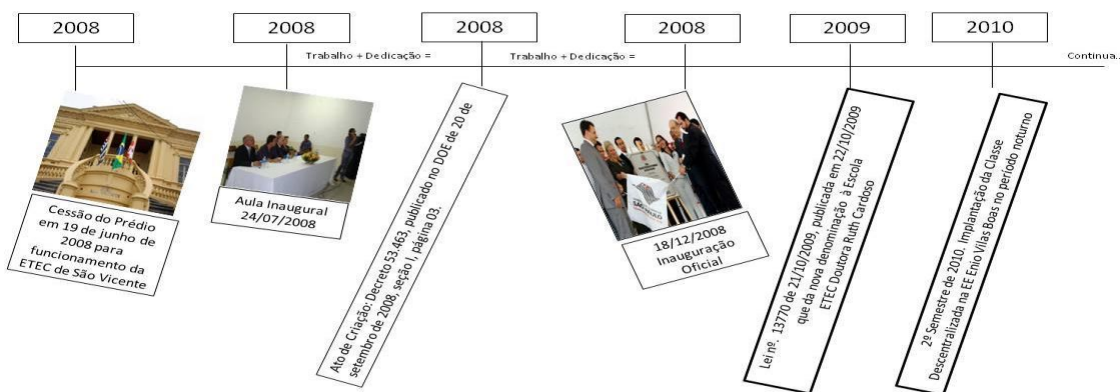 2008
2008
2008
2008
2009
2010
Trabalho + Dedicação =
Trabalho + Dedicação =
Continua..
Cessão do Prédio
em 19 de junho de
2008 para
funcionamento da
ETEC de São Vicente
Aula Inaugural
24/07/2008
Ato de Criação: Decreto 53.463, publicado no DOE de 20 de
setembro de 2008, seção I, página 03.
18/12/2008
Inauguração
Oficial
Lei nº. 13770 de 21/10/2009, publicada em 22/10/2009
que da nova denominação à Escola
ETEC Doutora Ruth Cardoso
2º Semestre de 2010. Implantação da Classe
Descentralizada na EE Enio Vilas Boas no período noturno